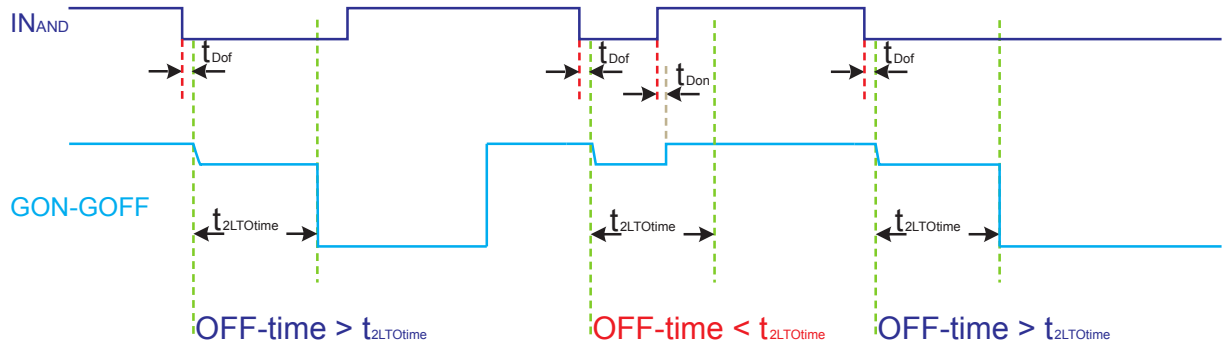 INAND
tDof
tDof
tDon
tDof
GON-GOFF
t2LTOtime
t2LTOtime
t2LTOtime
OFF-time > t2LTOtime
OFF-time < t2LTOtime
OFF-time > t2LTOtime